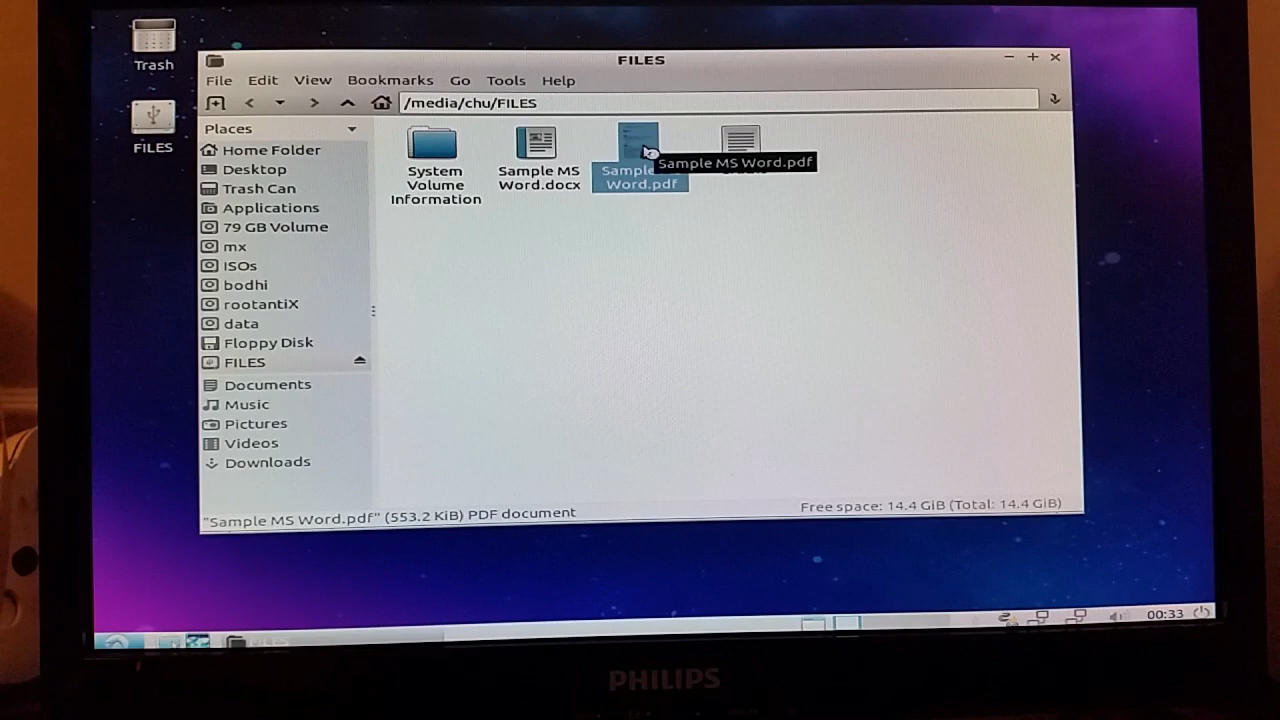 Trash
FILES
FILES
File Edit View Bookmarks Go Tools Help
/media/chu/FILES
Places
Home Folder
Desktop
Trash Can
Applications
79 GB Volume
mx
ISOs
bodhi
rootantiX
data
Floppy Disk
FILES
Documents
Music
Pictures
Videos
Downloads
System
Volume
Information
Sample MS
Word.docx
Sample
Word.pdf
Sample MS Word.pdf
"Sample MS Word.pdf" (553.2 KiB) PDF document
Free space: 14.4 GiB (Total: 14.4 GiB)
FILES
00:33
PHILIPS